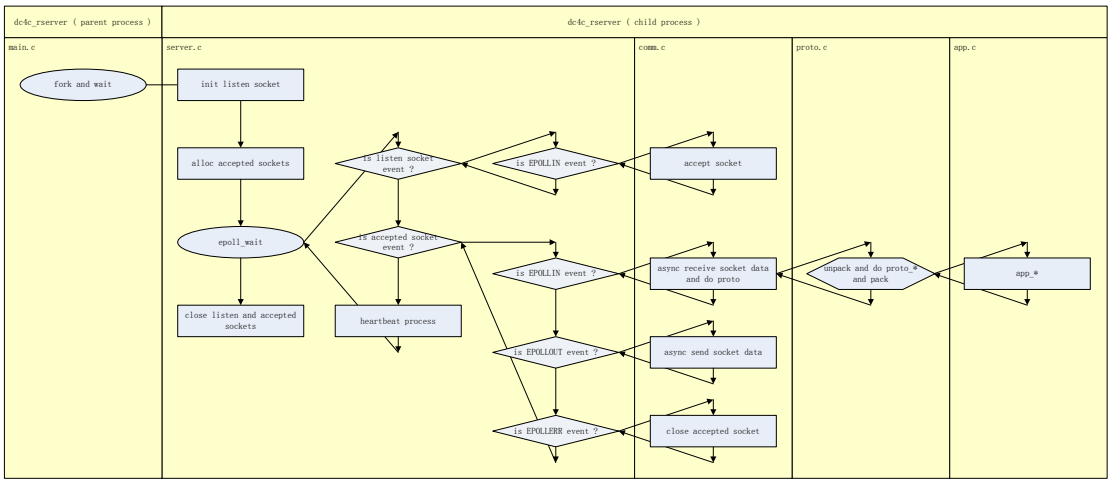 dc4c_rserver ( parent process )
dc4c_rserver ( child process )
main.c
server.c
comm.c
proto.c
app.c
fork and wait
init listen socket
alloc accepted sockets
is listen socket
event ?
is EPOLLIN event ?
accept socket
epoll_wait
is accepted socket
event ?
is EPOLLIN event ?
async receive socket data
and do proto
unpack and do proto_*
and pack
app_*
close listen and accepted
sockets
heartbeat process
is EPOLLOUT event ?
async send socket data
is EPOLLERR event ?
close accepted socket